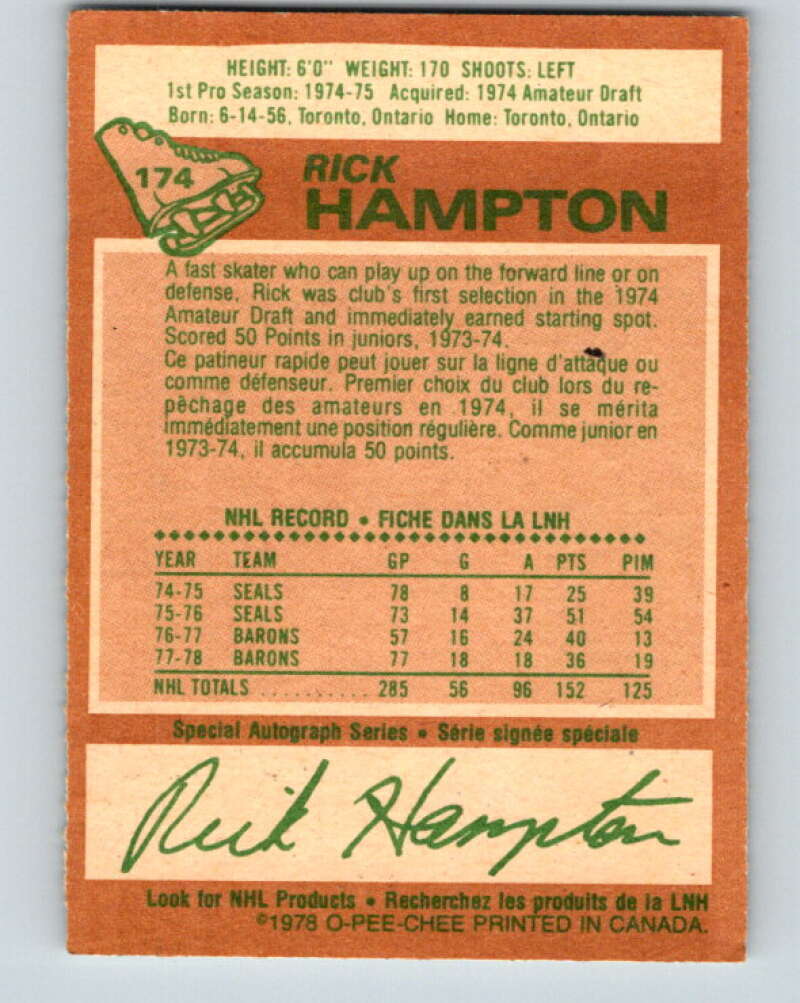 HEIGHT: 6'0" WEIGHT: 170 SHOOTS: LEFT
1st Pro Season: 1974-75 Acquired: 1974 Amateur Draft
Born: 6-14-56, Toronto, Ontario Home: Toronto, Ontario
174
RICK
HAMPTON
A fast skater who can play up on the forward line or on
defense, Rick was club's first selection in the 1974
Amateur Draft and immediately earned starting spot.
Scored 50 Points in juniors, 1973-74.
Ce patineur rapide peut jouer sur la ligne d'attaque ou
comme défenseur. Premier choix du club lors du re-
pêchage des amateurs en 1974, il se mérita
immédiatement une position régulière. Comme junior en
1973-74, il accumula 50 points.
NHL RECORD • FICHE DANS LA LNH
YEAR TEAM GP G A PTS PIM
74-75 SEALS 78 8 17 25 39
75-76 SEALS 73 14 37 51 54
76-77 BARONS 57 16 24 40 13
77-78 BARONS 77 18 18 36 19
NHL TOTALS .......... 285 56 96 152 125
Special Autograph Series • Série signée spéciale
Rick Hampton
Look for NHL Products • Recherchez les produits de la LNH
©1978 O-PEE-CHEE PRINTED IN CANADA.